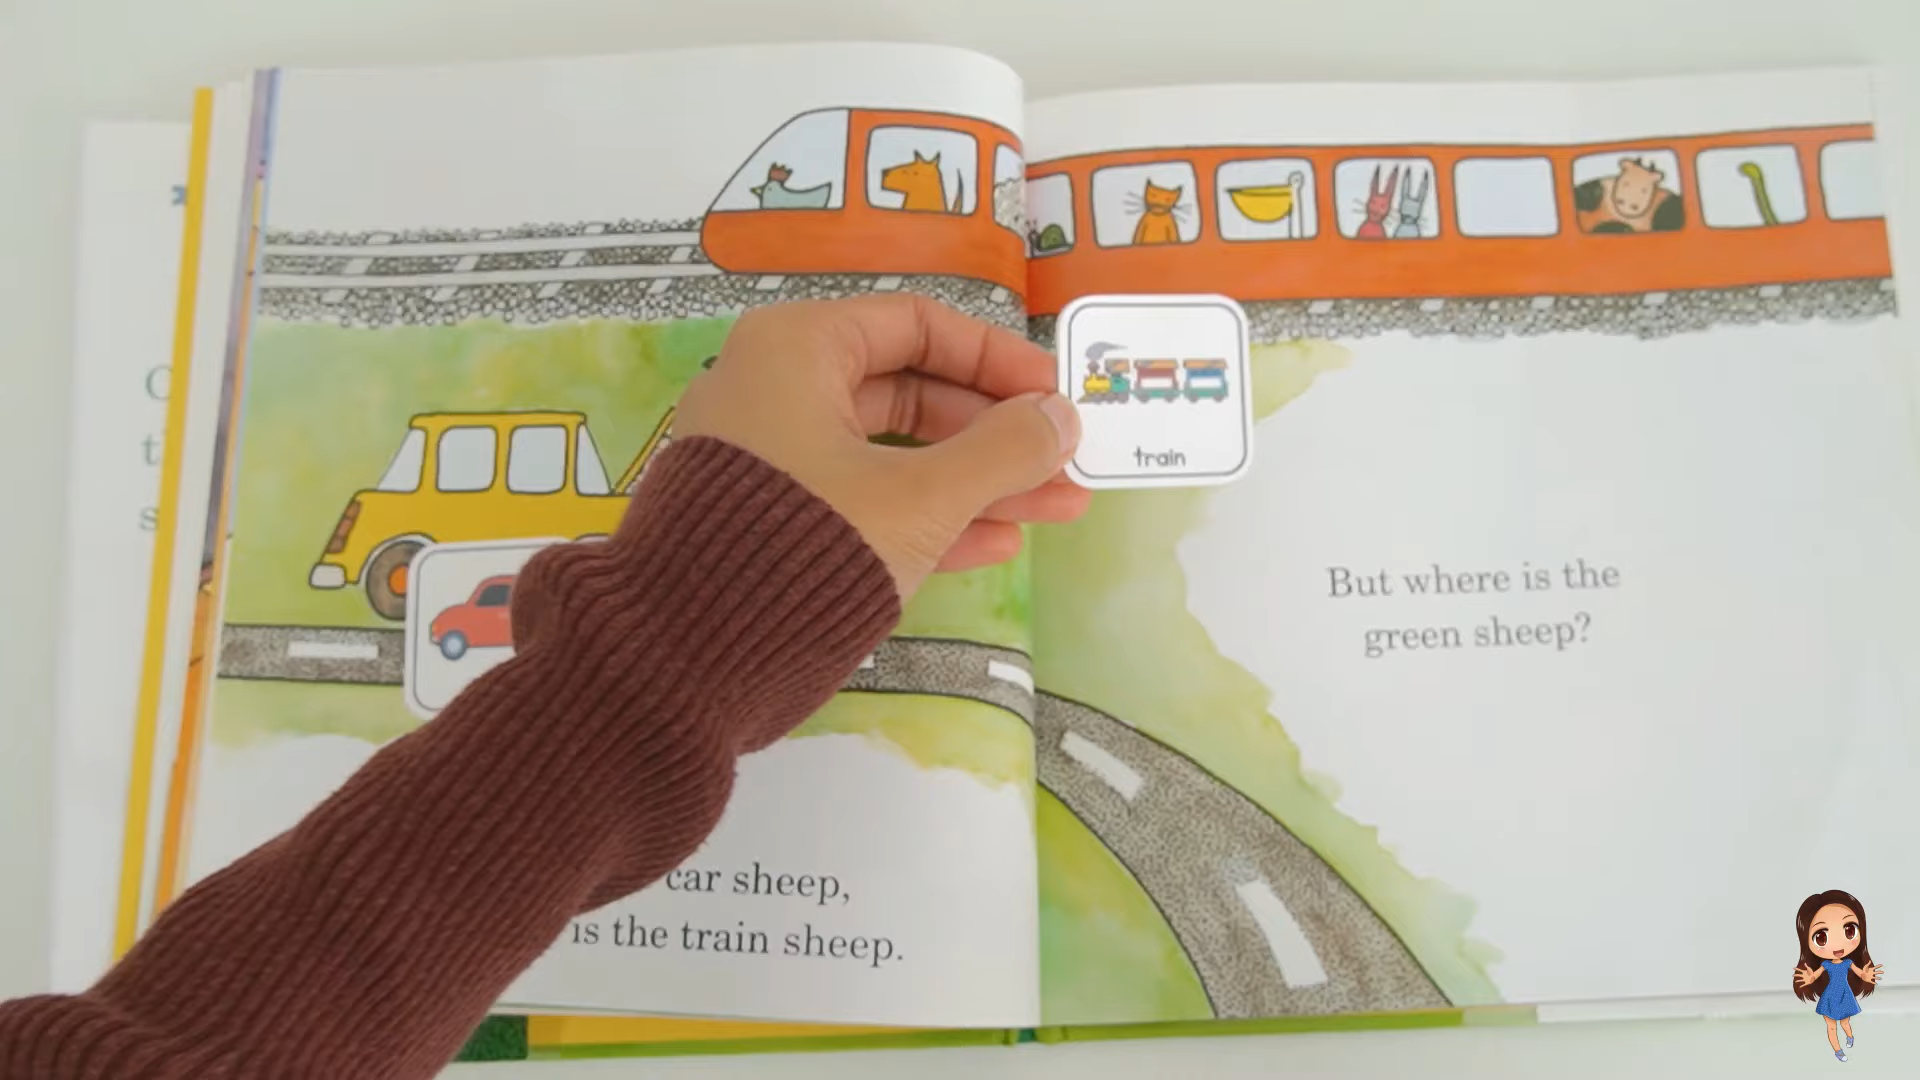 car sheep,
is the train sheep.
train
But where is the
green sheep?